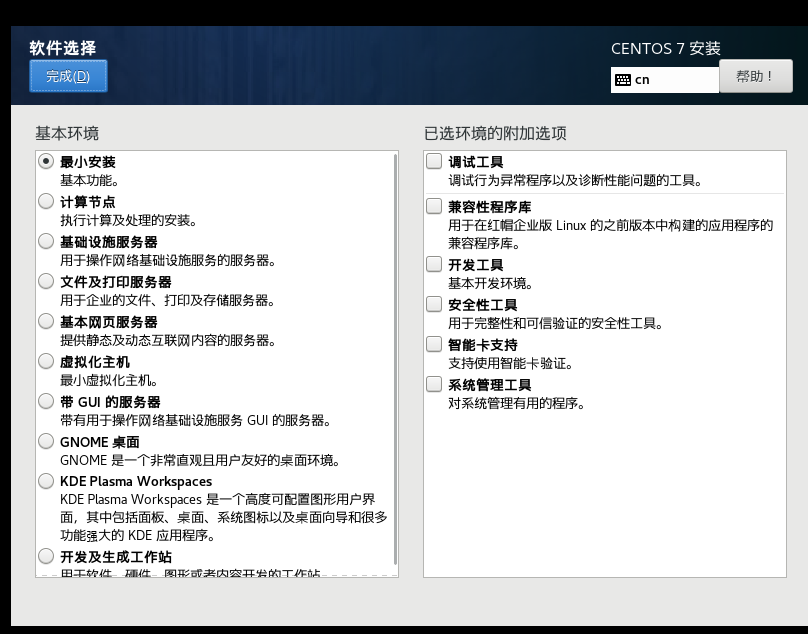 软件选择
完成(D)
CENTOS 7 安装
cn
帮助！
基本环境
最小安装
基本功能。
计算节点
执行计算及处理的安装。
基础设施服务器
用于操作网络基础设施服务的服务器。
文件及打印服务器
用于企业的文件、打印及存储服务器。
基本网页服务器
提供静态及动态互联网内容的服务器。
虚拟化主机
最小虚拟化主机。
带 GUI 的服务器
带有用于操作网络基础设施服务 GUI 的服务器。
GNOME 桌面
GNOME 是一个非常直观且用户友好的桌面环境。
KDE Plasma Workspaces
KDE Plasma Workspaces 是一个高度可配置图形用户界
面，其中包括面板、桌面、系统图标以及桌面向导和很多
功能强大的 KDE 应用程序。
开发及生成工作站
用于软件、硬件、图形或者内容开发的工作站
已选环境的附加选项
调试工具
调试行为异常程序以及诊断性能问题的工具。
兼容性程序库
用于在红帽企业版 Linux 的之前版本中构建的应用程序的
兼容程序库。
开发工具
基本开发环境。
安全性工具
用于完整性和可信验证的安全性工具。
智能卡支持
支持使用智能卡验证。
系统管理工具
对系统管理有用的程序。